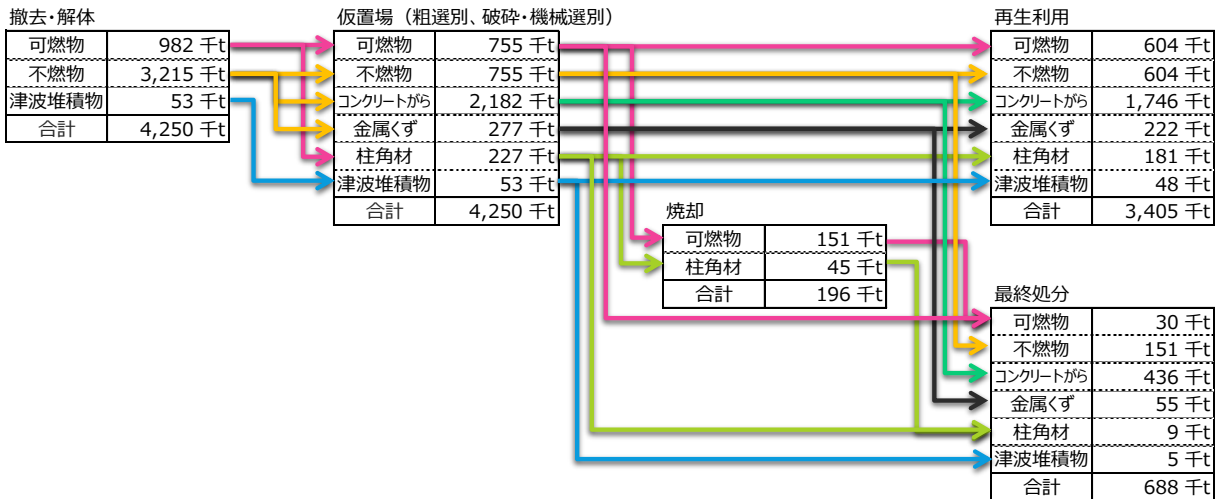 撤去・解体
可燃物 982 千t
不燃物 3,215 千t
津波堆積物 53 千t
合計 4,250 千t
仮置場（粗選別、破砕・機械選別）
可燃物 755 千t
不燃物 755 千t
コンクリートがら 2,182 千t
金属くず 277 千t
柱角材 227 千t
津波堆積物 53 千t
合計 4,250 千t
焼却
可燃物 151 千t
柱角材 45 千t
合計 196 千t
再生利用
可燃物 604 千t
不燃物 604 千t
コンクリートがら 1,746 千t
金属くず 222 千t
柱角材 181 千t
津波堆積物 48 千t
合計 3,405 千t
最終処分
可燃物 30 千t
不燃物 151 千t
コンクリートがら 436 千t
金属くず 55 千t
柱角材 9 千t
津波堆積物 5 千t
合計 688 千t